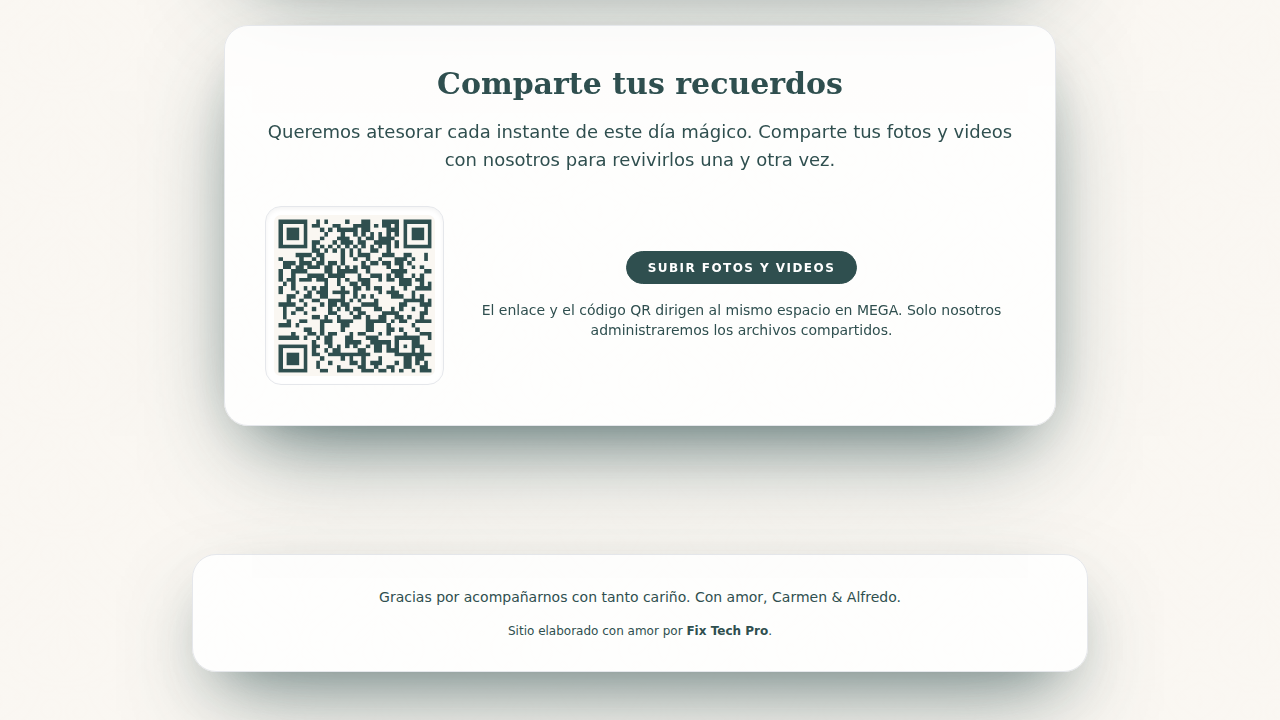 Comparte tus recuerdos
Queremos atesorar cada instante de este día mágico. Comparte tus fotos y videos
con nosotros para revivirlos una y otra vez.
SUBIR FOTOS Y VIDEOS
El enlace y el código QR dirigen al mismo espacio en MEGA. Solo nosotros
administraremos los archivos compartidos.
Gracias por acompañarnos con tanto cariño. Con amor, Carmen & Alfredo.
Sitio elaborado con amor por Fix Tech Pro.